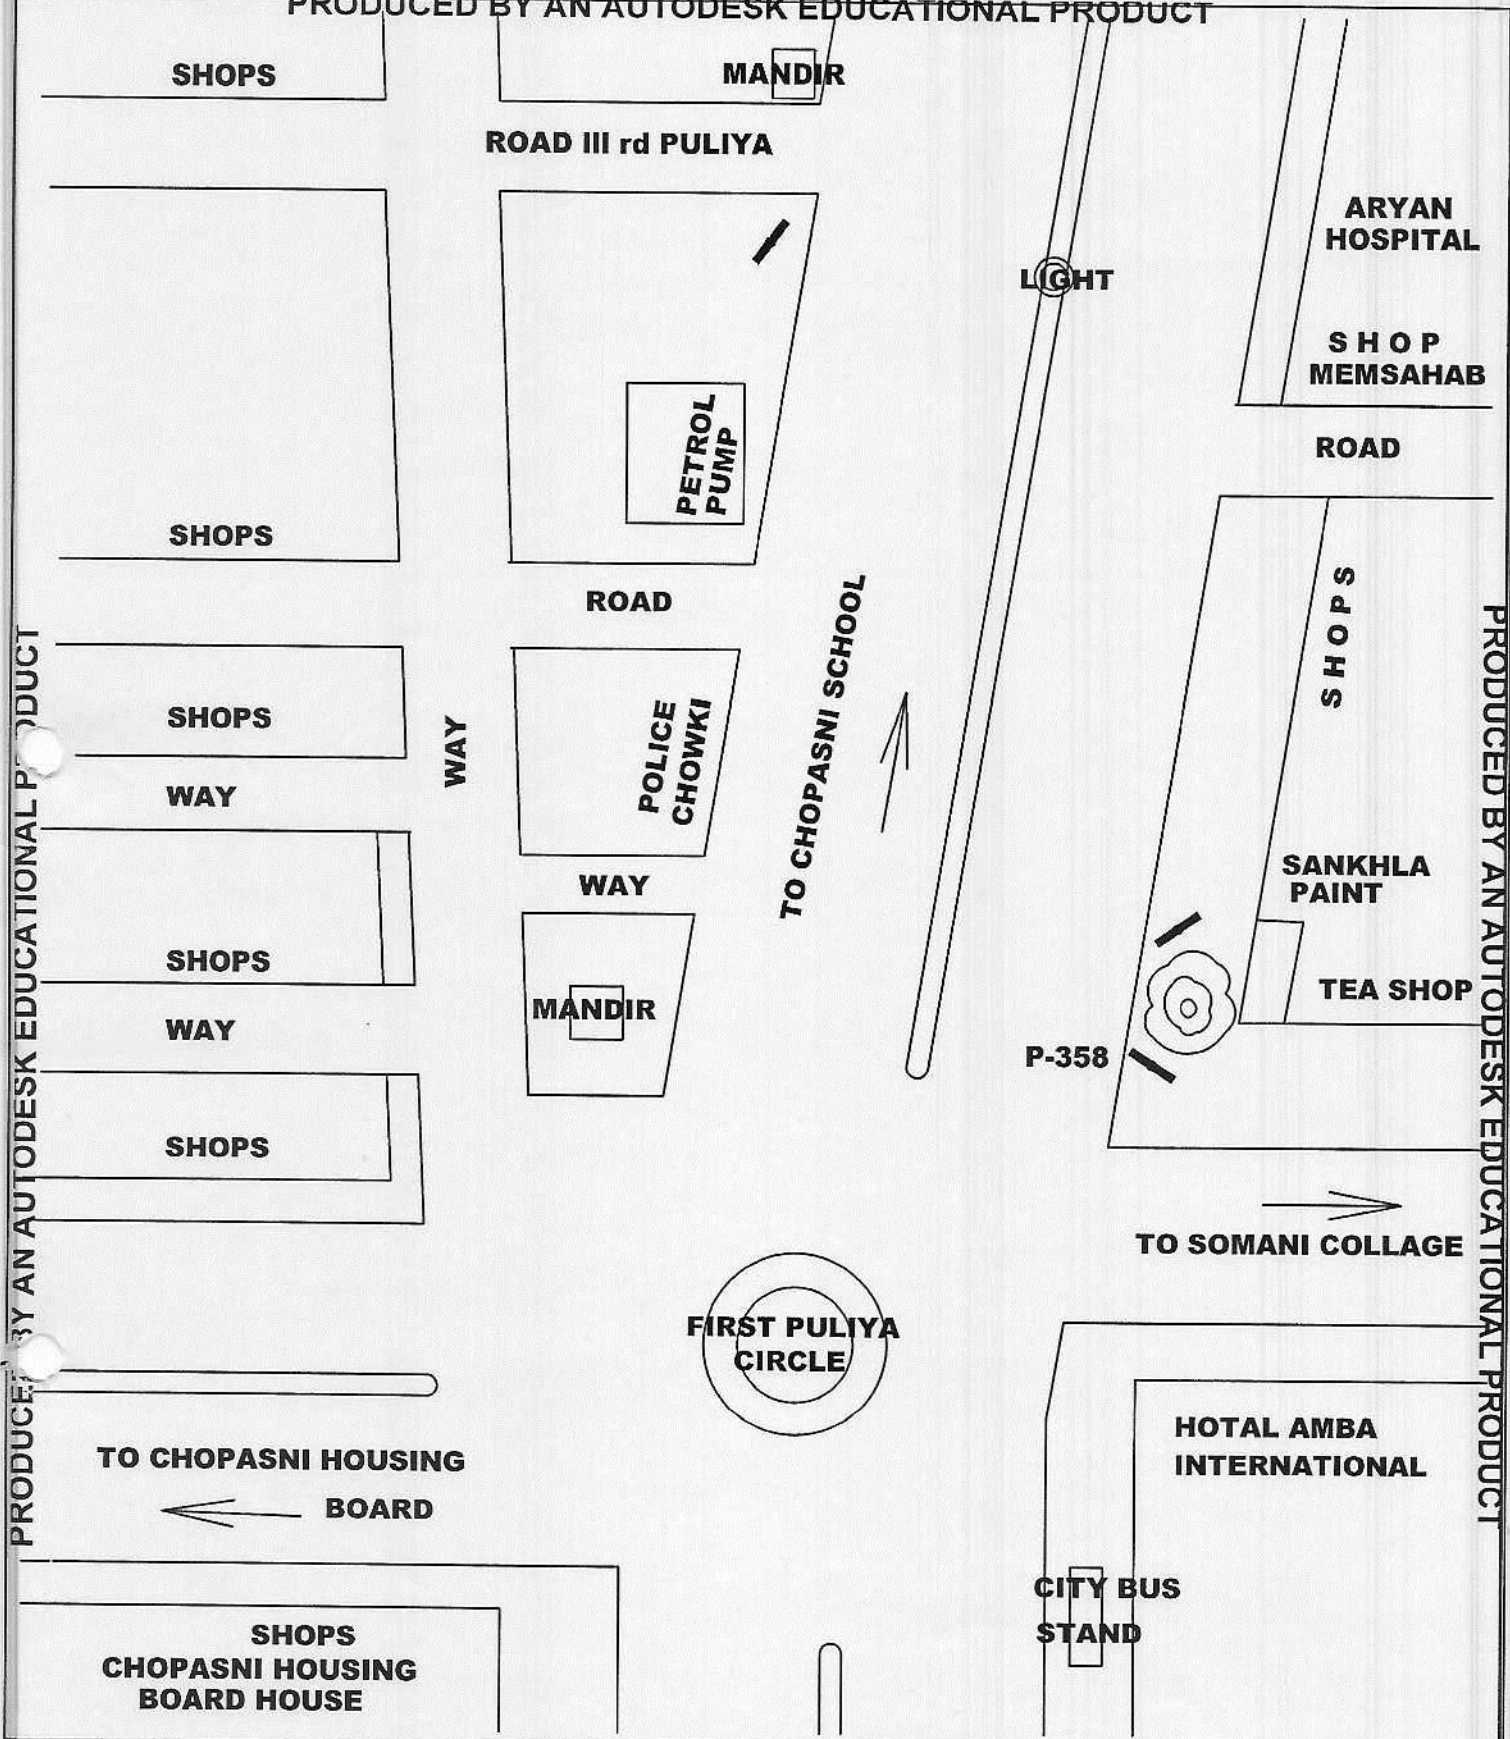 PRODUCED BY AN AUTODESK EDUCATIONAL PRODUCT
SHOPS
MANDIR
ROAD III rd PULIYA
ARYAN
HOSPITAL
LIGHT
SHOP
MEMSAHAB
PETROL
PUMP
ROAD
SHOPS
ROAD
SHOPS
TO CHOPASNI SCHOOL
PRODUCED BY AN AUTODESK EDUCATIONAL PRODUCT
PRODUCED BY AN AUTODESK EDUCATIONAL PRODUCT
SHOPS
WAY
POLICE
CHOWKI
WAY
SANKHLA
PAINT
WAY
SHOPS
TEA SHOP
MANDIR
WAY
P-358
SHOPS
TO SOMANI COLLAGE
FIRST PULIYA
CIRCLE
HOTAL AMBA
INTERNATIONAL
TO CHOPASNI HOUSING
BOARD
CITY BUS
STAND
SHOPS
CHOPASNI HOUSING
BOARD HOUSE